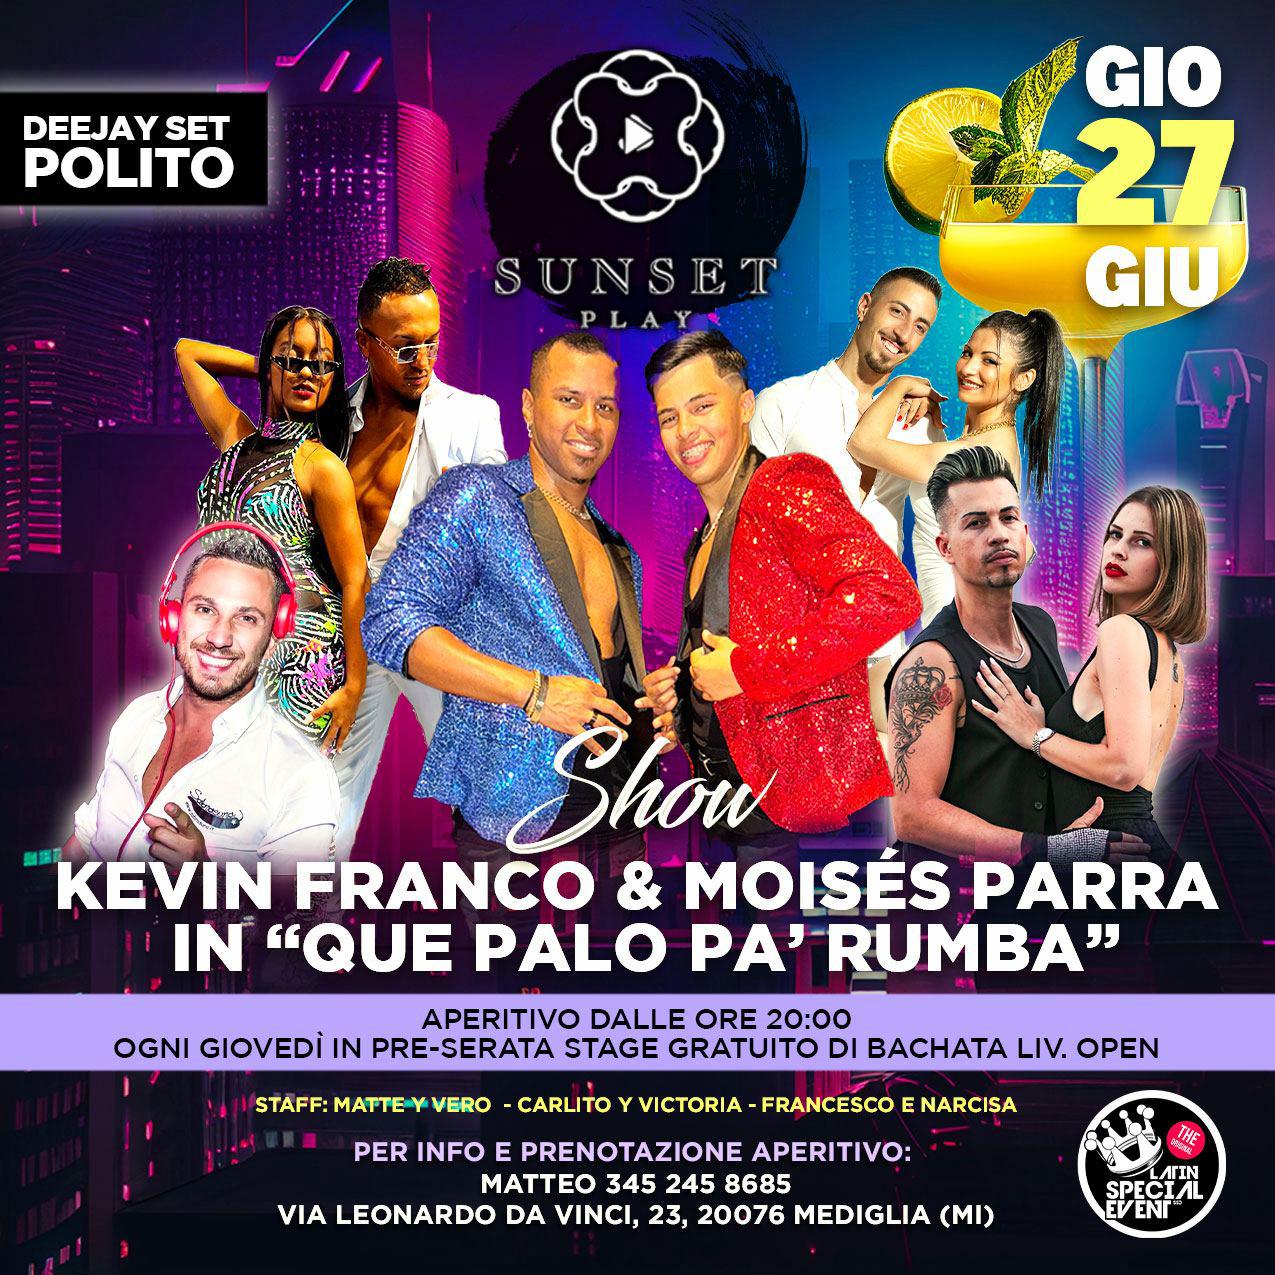 DEEJAY SET
POLITO
SUNSET
PLAY
GIO
27
GIU
Show
KEVIN FRANCO & MOISÉS PARRA
IN “QUE PALO PA’ RUMBA”
APERITIVO DALLE ORE 20:00
OGNI GIOVEDÌ IN PRE-SERATA STAGE GRATUITO DI BACHATA LIV. OPEN
STAFF: MATTE Y VERO - CARLITO Y VICTORIA - FRANCESCO E NARCISA
PER INFO E PRENOTAZIONE APERITIVO:
MATTEO 345 245 8685
VIA LEONARDO DA VINCI, 23, 20076 MEDIGLIA (MI)
THE
ORIGINAL
LATIN
SPECIAL
EVENT